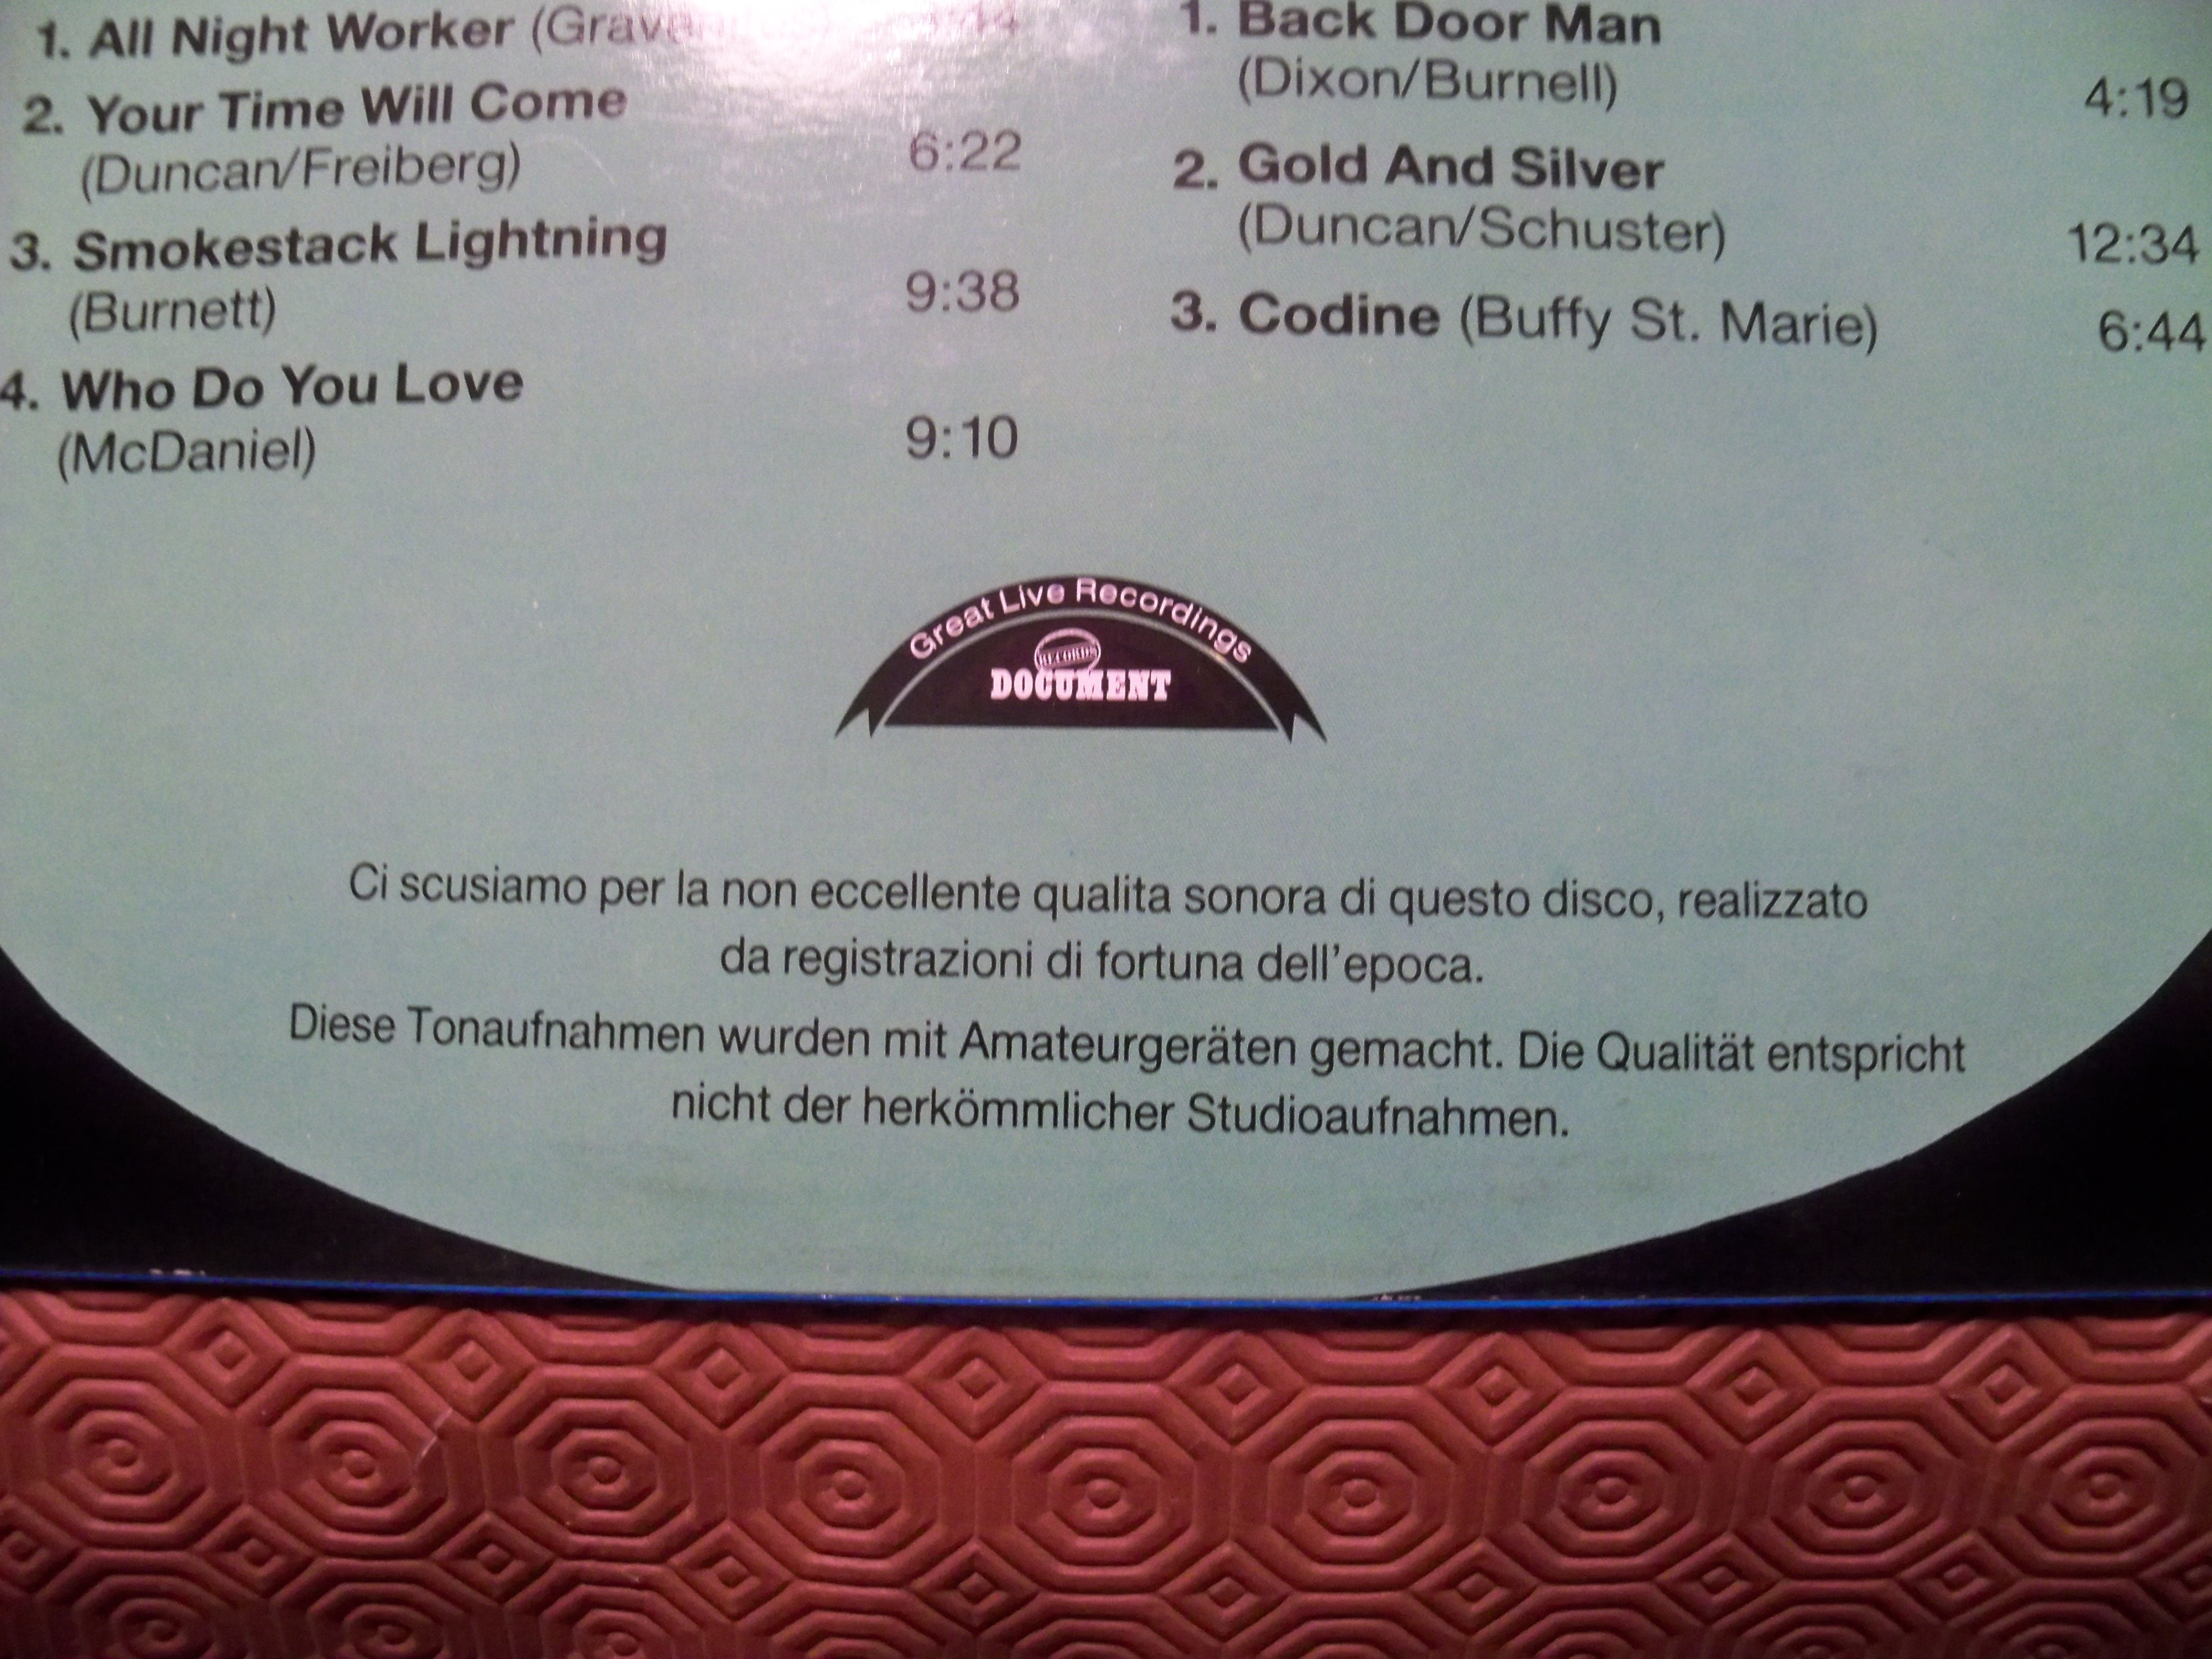 1. All Night Worker
2. Your Time Will Come
(Duncan/Freiberg) 6:22
3. Smokestack Lightning
(Burnett) 9:38
4. Who Do You Love
(McDaniel) 9:10
1. Back Door Man
(Dixon/Burnell) 4:19
2. Gold And Silver
(Duncan/Schuster) 12:34
3. Codine (Buffy St. Marie) 6:44
Great Live Recordings
RECORDS
DOCUMENT
Ci scusiamo per la non eccellente qualita sonora di questo disco, realizzato
da registrazioni di fortuna dell'epoca.
Diese Tonaufnahmen wurden mit Amateurgeräten gemacht. Die Qualität entspricht
nicht der herkömmlicher Studioaufnahmen.